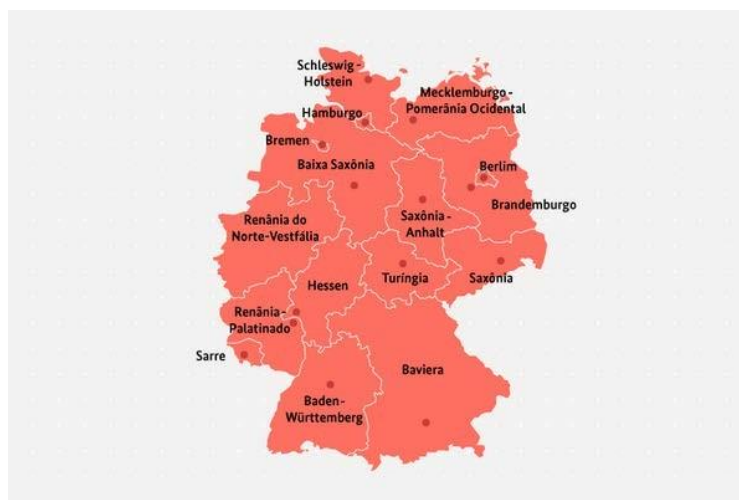 Schleswig-
Holstein
Mecklemburgo-
Pomerânia Ocidental
Hamburgo
Bremen
Baixa Saxônia
Berlim
Brandemburgo
Saxônia-
Anhalt
Renânia do
Norte-Vestfália
Turíngia
Saxônia
Hessen
Renânia-
Palatinado
Sarre
Baviera
Baden-
Württemberg